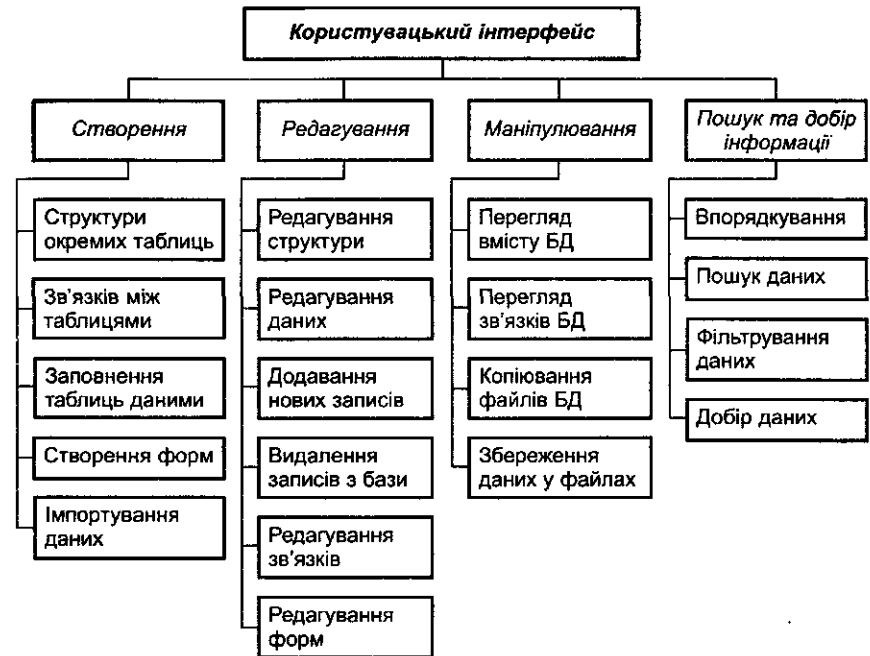 Користувацький інтерфейс
Створення
Структури
окремих таблиць
Зв'язків між
таблицями
Заповнення
таблиць даними
Створення форм
Імпортування
даних
Редагування
Редагування
структури
Редагування
даних
Додавання
нових записів
Видалення
записів з бази
Редагування
зв'язків
Редагування
форм
Маніпулювання
Перегляд
вмісту БД
Перегляд
зв'язків БД
Копіювання
файлів БД
Збереження
даних у файлах
Пошук та добір
інформації
Впорядкування
Пошук даних
Фільтрування
даних
Добір даних